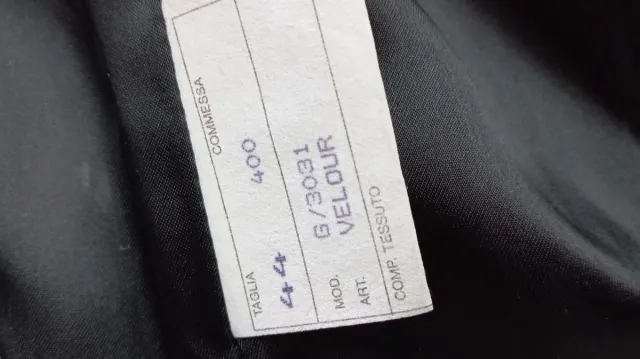 TAGLIA COMMESSA
44 400
MOD. G/3031
ART. VELOUR
COMP. TESSUTO